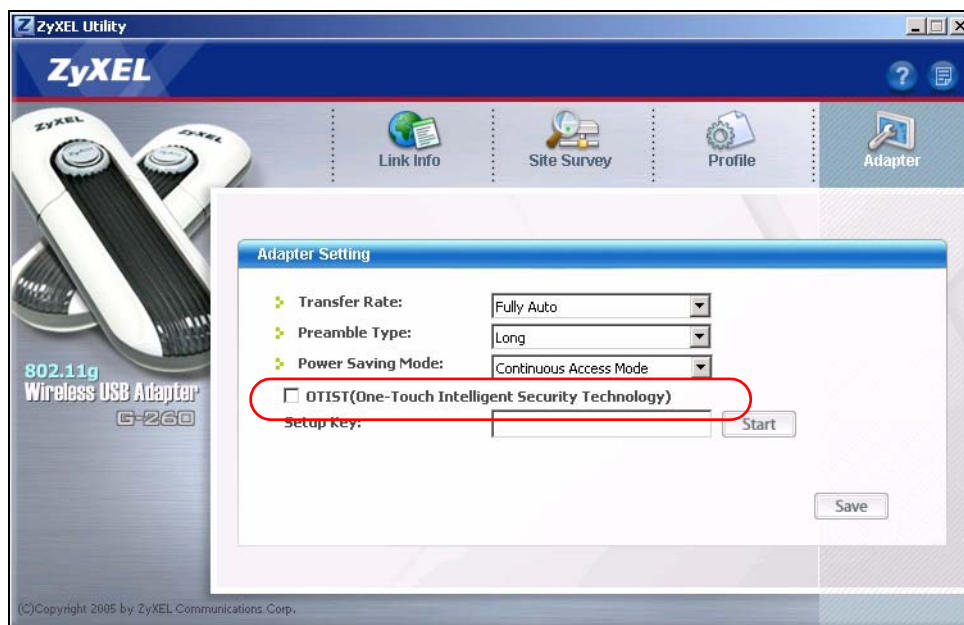 ZyXEL Utility
ZyXEL
Link Info
Site Survey
Profile
Adapter
ZyXEL
ZyXEL
Adapter Setting
Transfer Rate: Fully Auto
Preamble Type: Long
Power Saving Mode: Continuous Access Mode
OTIST(One-Touch Intelligent Security Technology)
Setup Key: Start
Save
802.11g
Wireless USB Adapter
G-260
(C)Copyright 2005 by ZyXEL Communications Corp.